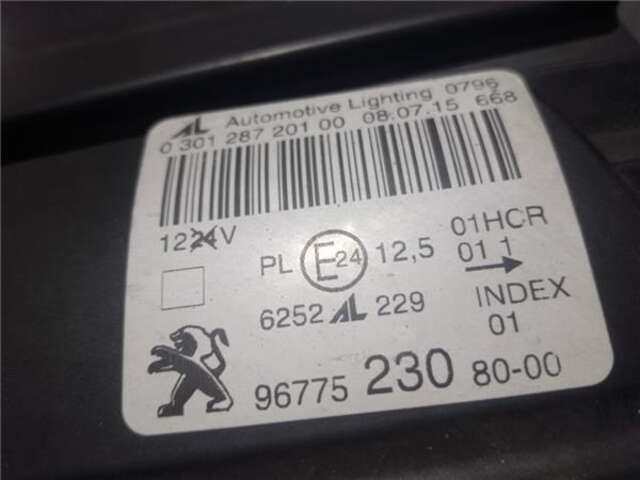 AL Automotive Lighting 0796
0 301 287 201 00 08.07.15 668
1224V
PL E24 12,5 01HCR
01 1
6252 AL 229 INDEX
01
96775 230 80-00